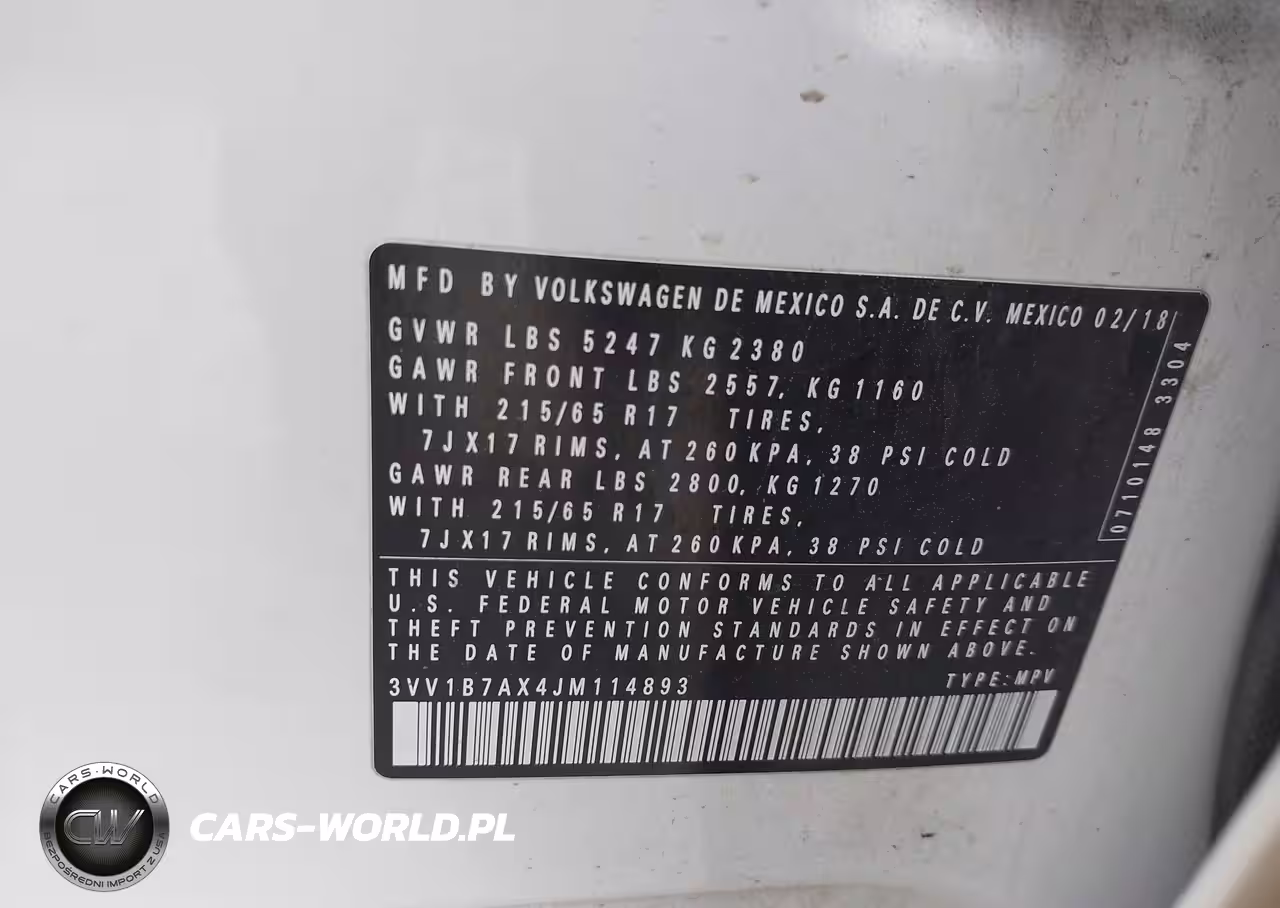 MFD BY VOLKSWAGEN DE MEXICO S.A. DE C.V. MEXICO 02/18
GVWR LBS 5247 KG 2380
GAWR FRONT LBS 2557, KG 1160
WITH 215/65 R17 TIRES,
7JX17 RIMS, AT 260 KPA, 38 PSI COLD
GAWR REAR LBS 2800, KG 1270
WITH 215/65 R17 TIRES,
7JX17 RIMS, AT 260 KPA, 38 PSI COLD
0710148 3304
THIS VEHICLE CONFORMS TO ALL APPLICABLE
U.S. FEDERAL MOTOR VEHICLE SAFETY AND
THEFT PREVENTION STANDARDS IN EFFECT ON
THE DATE OF MANUFACTURE SHOWN ABOVE.
3VV1B7AX4JM114893 TYPE: MPV
CARS-WORLD
CW
BEZPOŚREDNI IMPORT Z USA
CARS-WORLD.PL